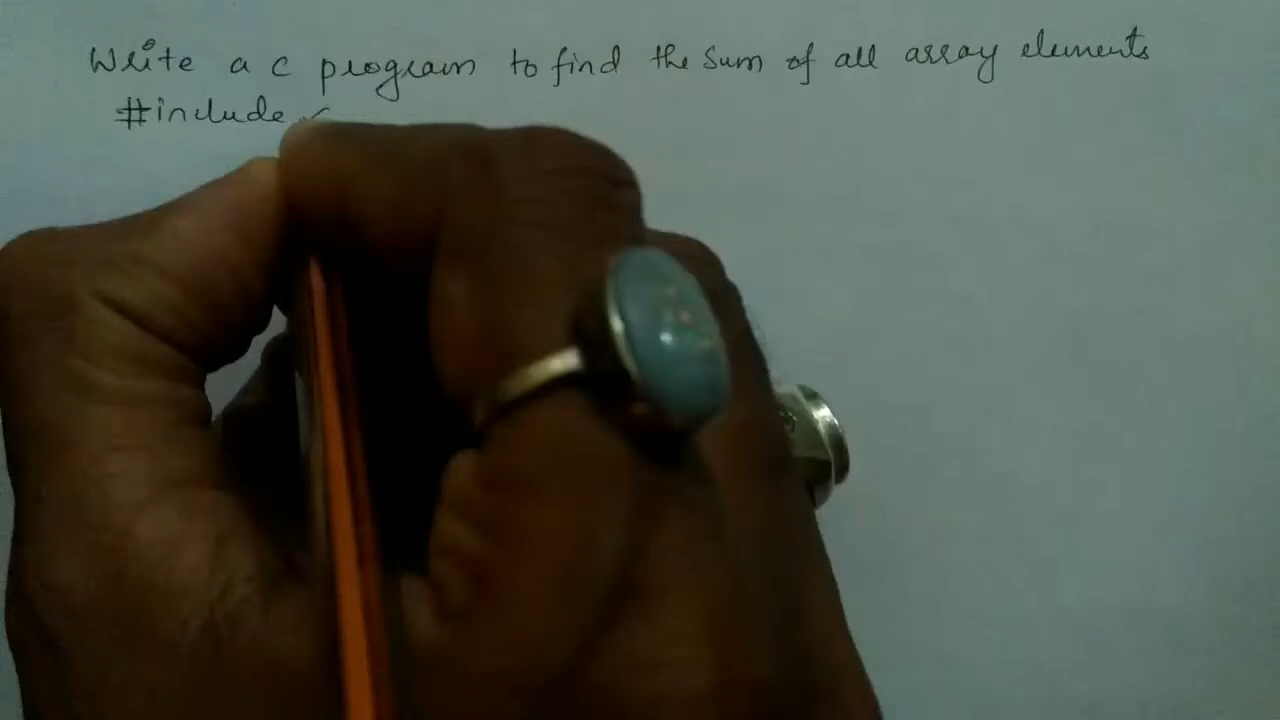 Write a c program to find the sum of all array elements
#include <